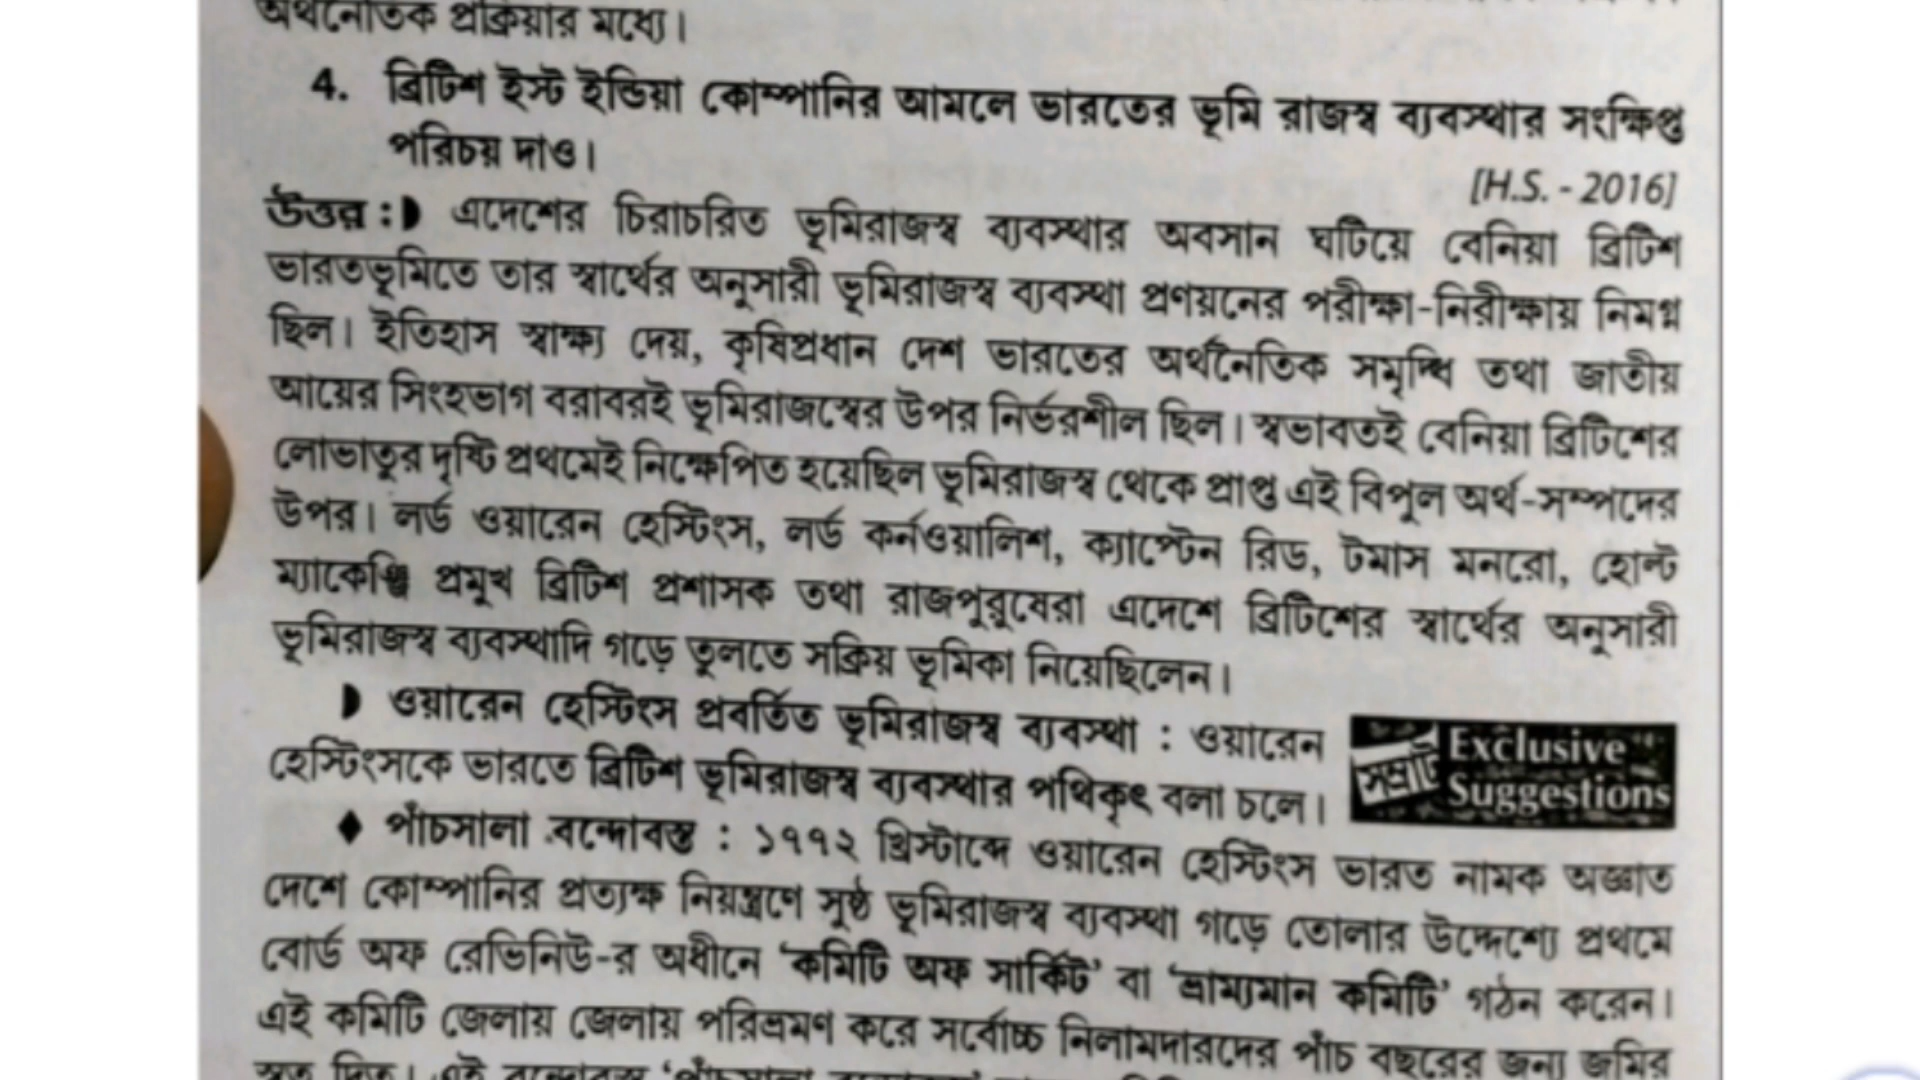 অর্থনৈতিক প্রক্রিয়ার মধ্যে।
4. ব্রিটিশ ইস্ট ইন্ডিয়া কোম্পানির আমলে ভারতের ভূমি রাজস্ব ব্যবস্থার সংক্ষিপ্ত
পরিচয় দাও।
[H.S. - 2016]
উত্তর : এদেশের চিরাচরিত ভূমিরাজস্ব ব্যবস্থার অবসান ঘটিয়ে বেনিয়া ব্রিটিশ
ভারতভূমিতে তার স্বার্থের অনুসারী ভূমিরাজস্ব ব্যবস্থা প্রণয়নের পরীক্ষা-নিরীক্ষায় নিমগ্ন
ছিল। ইতিহাস স্বাক্ষ্য দেয়, কৃষিপ্রধান দেশ ভারতের অর্থনৈতিক সমৃদ্ধি তথা জাতীয়
আয়ের সিংহভাগ বরাবরই ভূমিরাজস্বের উপর নির্ভরশীল ছিল। স্বভাবতই বেনিয়া ব্রিটিশের
লোভাতুর দৃষ্টি প্রথমেই নিক্ষেপিত হয়েছিল ভূমিরাজস্ব থেকে প্রাপ্ত এই বিপুল অর্থ-সম্পদের
উপর। লর্ড ওয়ারেন হেস্টিংস, লর্ড কর্নওয়ালিশ, ক্যাপ্টেন রিড, টমাস মনরো, হোল্ট
ম্যাকেঞ্জি প্রমুখ ব্রিটিশ প্রশাসক তথা রাজপুরুষেরা এদেশে ব্রিটিশের স্বার্থের অনুসারী
ভূমিরাজস্ব ব্যবস্থাদি গড়ে তুলতে সক্রিয় ভূমিকা নিয়েছিলেন।
ওয়ারেন হেস্টিংস প্রবর্তিত ভূমিরাজস্ব ব্যবস্থা : ওয়ারেন
হেস্টিংসকে ভারতে ব্রিটিশ ভূমিরাজস্ব ব্যবস্থার পথিকৃৎ বলা চলে।
সম্রাট Exclusive
Suggestions
♦ পাঁচসালা বন্দোবস্ত : ১৭৭২ খ্রিস্টাব্দে ওয়ারেন হেস্টিংস ভারত নামক অজ্ঞাত
দেশে কোম্পানির প্রত্যক্ষ নিয়ন্ত্রণে সুষ্ঠ ভূমিরাজস্ব ব্যবস্থা গড়ে তোলার উদ্দেশ্যে প্রথমে
বোর্ড অফ রেভিনিউ-র অধীনে ‘কমিটি অফ সার্কিট’ বা ‘ভ্রাম্যমান কমিটি’ গঠন করেন।
এই কমিটি জেলায় জেলায় পরিভ্রমণ করে সর্বোচ্চ নিলামদারদের পাঁচ বছরের জন্য জমির
স্বত্ব দিত। এই বন্দোবস্ত ‘পাঁচসালা